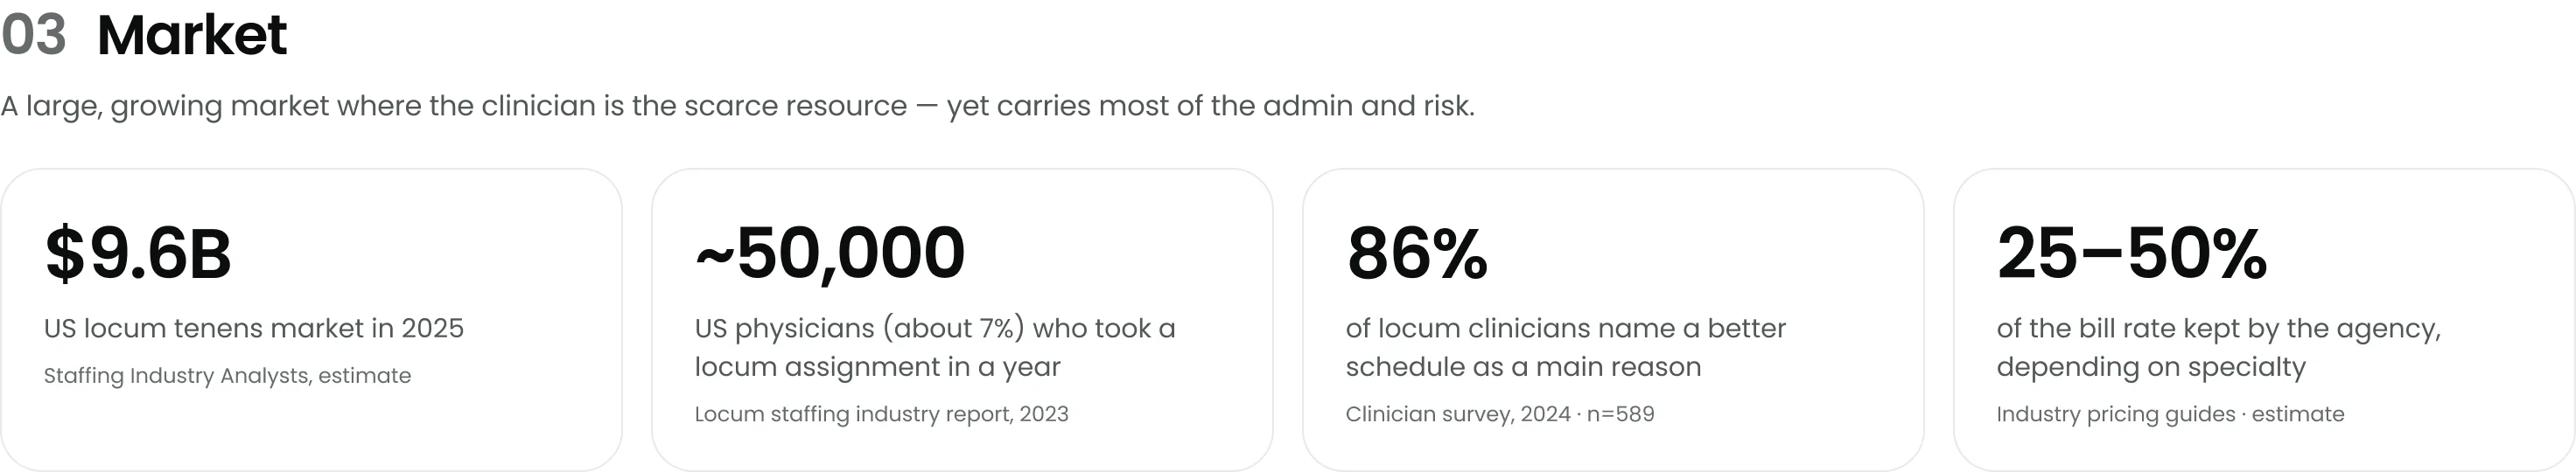 03 Market
A large, growing market where the clinician is the scarce resource — yet carries most of the admin and risk.
$9.6B
US locum tenens market in 2025
Staffing Industry Analysts, estimate
~50,000
US physicians (about 7%) who took a
locum assignment in a year
Locum staffing industry report, 2023
86%
of locum clinicians name a better
schedule as a main reason
Clinician survey, 2024 · n=589
25–50%
of the bill rate kept by the agency,
depending on specialty
Industry pricing guides · estimate